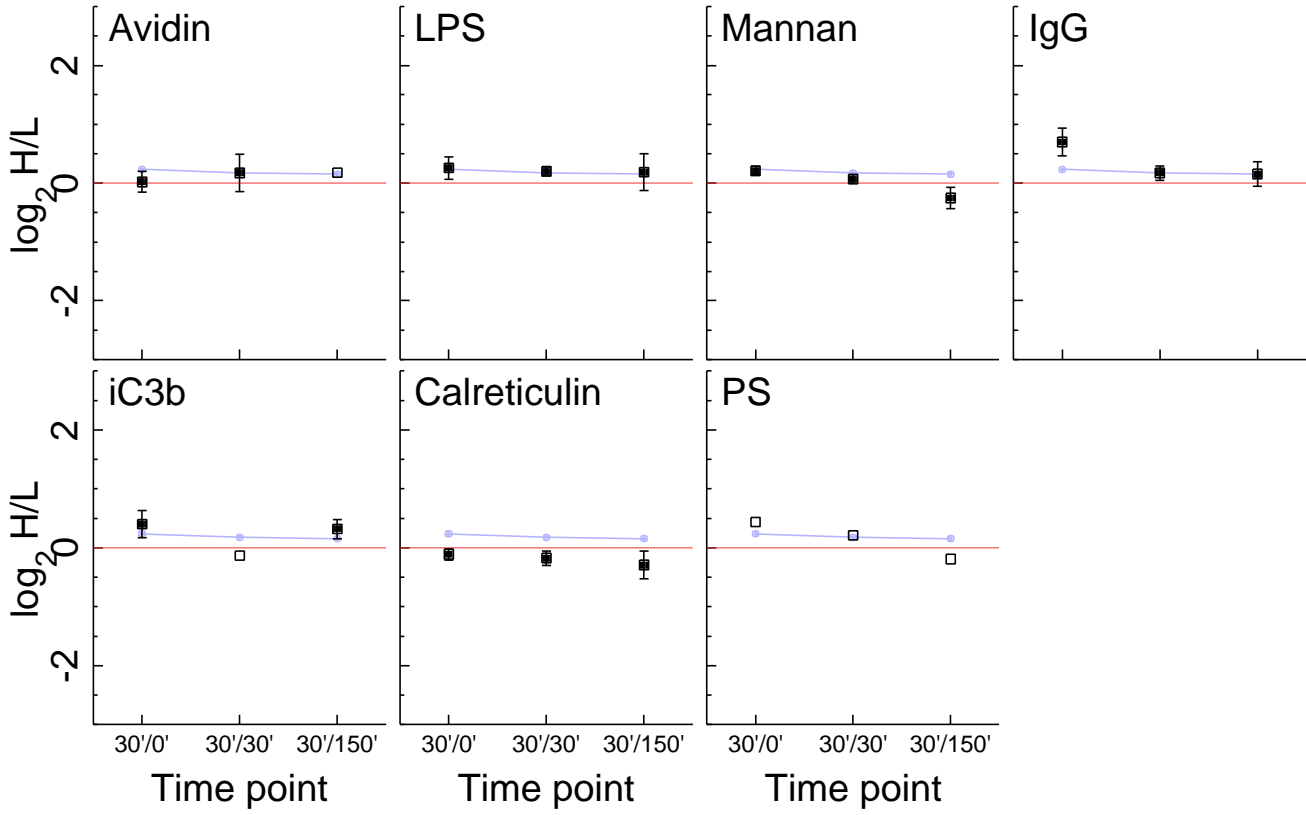 Avidin LPS Mannan IgG
2
0
-2
log2 H/L
iC3b Calreticulin PS
2
0
-2
log2 H/L
30'/0' 30'/30' 30'/150' 30'/0' 30'/30' 30'/150' 30'/0' 30'/30' 30'/150'
Time point Time point Time point